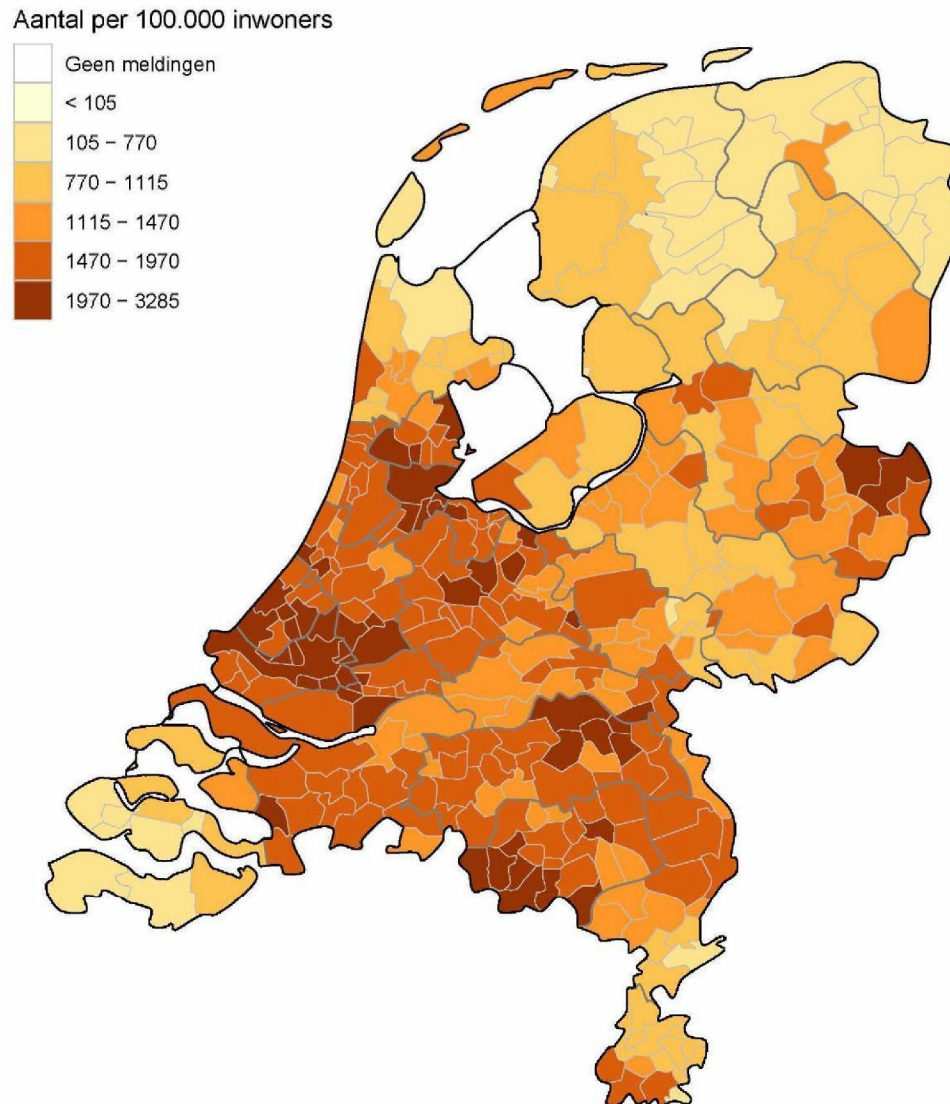 Aantal per 100.000 inwoners
Geen meldingen
< 105
105 − 770
770 − 1115
1115 − 1470
1470 − 1970
1970 − 3285